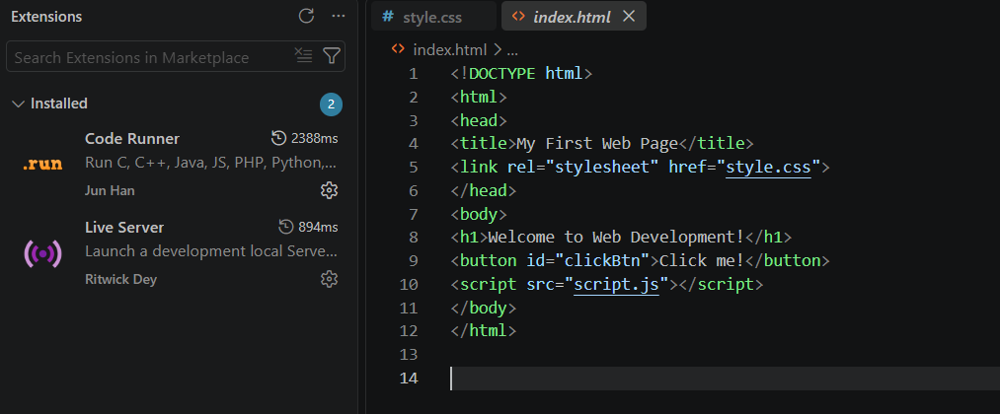 Extensions
Search Extensions in Marketplace
Installed
2
Code Runner
2388ms
.run
Run C, C++, Java, JS, PHP, Python,...
Jun Han
Live Server
894ms
Launch a development local Serve...
Ritwick Dey
# style.css
<> index.html
<> index.html > ...
1 <!DOCTYPE html>
2 <html>
3 <head>
4 <title>My First Web Page</title>
5 <link rel="stylesheet" href="style.css">
6 </head>
7 <body>
8 <h1>Welcome to Web Development!</h1>
9 <button id="clickBtn">Click me!</button>
10 <script src="script.js"></script>
11 </body>
12 </html>
13
14